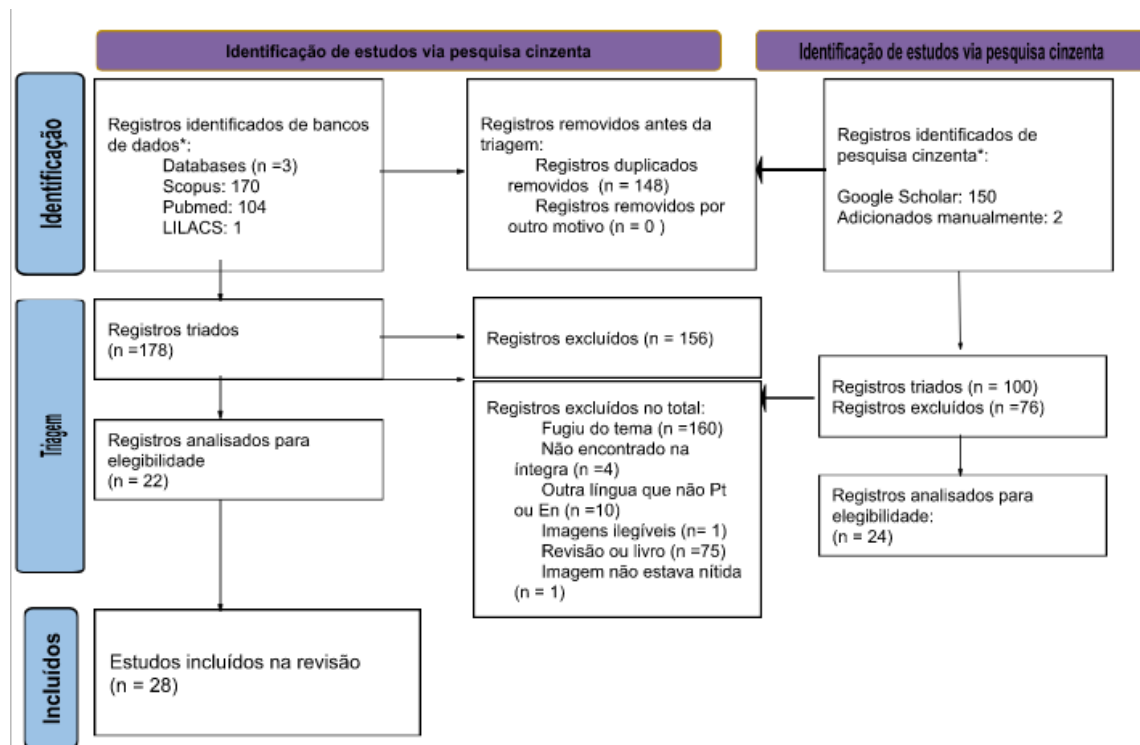 Identificação de estudos via pesquisa cinzenta
Identificação de estudos via pesquisa cinzenta
Identificação
Registros identificados de bancos
de dados*:
Databases (n =3)
Scopus: 170
Pubmed: 104
LILACS: 1
Registros removidos antes da
triagem:
Registros duplicados
removidos (n = 148)
Registros removidos por
outro motivo (n = 0 )
Registros identificados de
pesquisa cinzenta*:
Google Scholar: 150
Adicionados manualmente: 2
Triagem
Registros triados
(n =178)
Registros excluídos (n = 156)
Registros triados (n = 100)
Registros excluídos (n =76)
Registros analisados para
elegibilidade
(n = 22)
Registros excluídos no total:
Fugiu do tema (n =160)
Não encontrado na
íntegra (n =4)
Outra língua que não Pt
ou En (n =10)
Imagens ilegíveis (n= 1)
Revisão ou livro (n =75)
Imagem não estava nítida
(n = 1)
Registros analisados para
elegibilidade:
(n = 24)
Incluídos
Estudos incluídos na revisão
(n = 28)